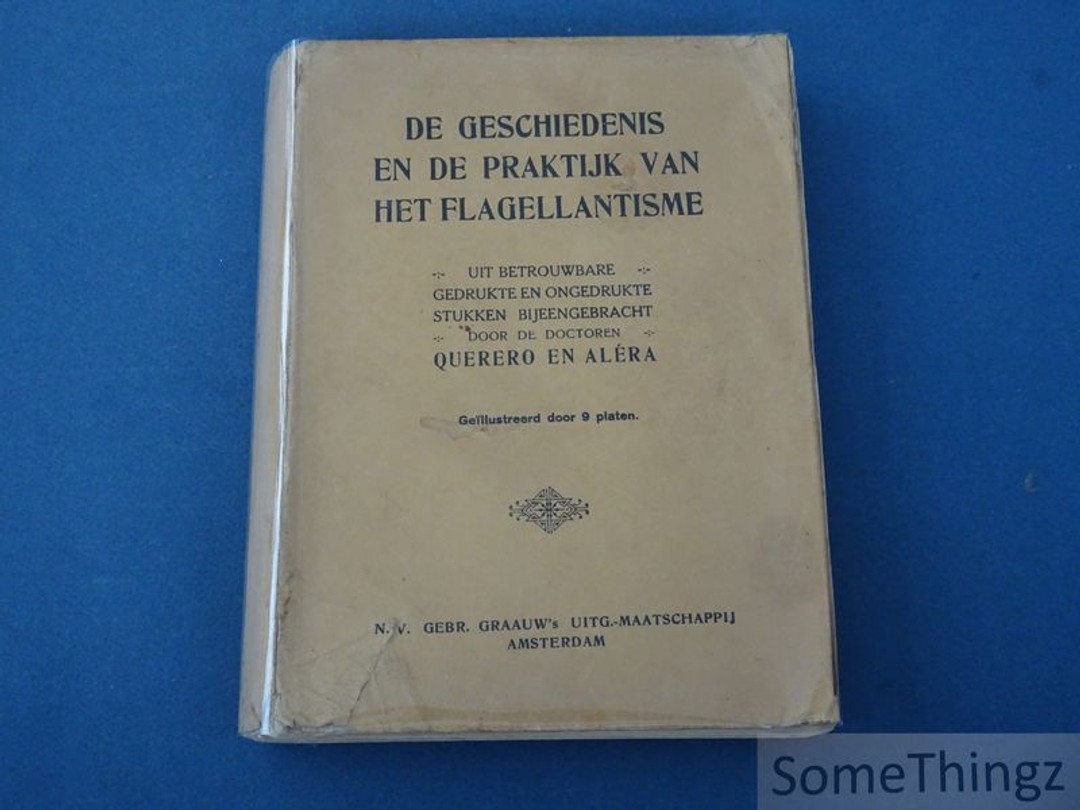 DE GESCHIEDENIS
EN DE PRAKTIJK VAN
HET FLAGELLANTISME
UIT BETROUWBARE
GEDRUKTE EN ONGEDRUKTE
STUKKEN BIJEENGEBRACHT
DOOR DE DOCTOREN
QUERERO EN ALÉRA
Geïllustreerd door 9 platen.
N. V. GEBR. GRAAUW's UITG.-MAATSCHAPPIJ
AMSTERDAM
SomeThingz